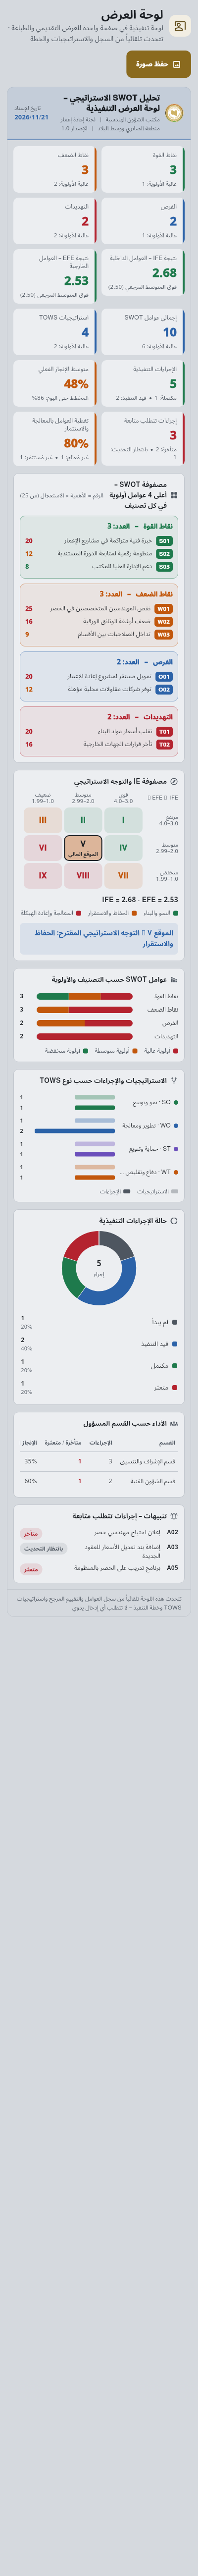 لوحة العرض
لوحة تنفيذية في صفحة واحدة للعرض التقديمي والطباعة -
تتحدث تلقائياً من السجل والاستراتيجيات والخطة
حفظ صورة
تحليل SWOT الاستراتيجي –
لوحة العرض التنفيذية
مكتب الشؤون الهندسية | لجنة إعادة إعمار
منطقة المنابري ووسط البلاد | الإصدار 1.0
تاريخ الإسناد
2026/11/21
نقاط القوة
3
عالية الأولوية: 1
نقاط الضعف
3
عالية الأولوية: 2
الفرص
2
عالية الأولوية: 1
التهديدات
2
عالية الأولوية: 2
نتيجة IFE – العوامل الداخلية
2.68
فوق المتوسط المرجعي (2.50)
نتيجة EFE – العوامل
الخارجية
2.53
فوق المتوسط المرجعي (2.50)
إجمالي عوامل SWOT
10
عالية الأولوية: 6
استراتيجيات TOWS
4
عالية الأولوية: 2
الإجراءات التنفيذية
5
مكتملة: 1 • قيد التنفيذ: 2
متوسط الإنجاز الفعلي
48%
المخطط حتى اليوم: 86%
إجراءات تتطلب متابعة
3
متأخرة: 2 • بانتظار التحديث:
1
تغطية العوامل بالمعالجة
والاستثمار
80%
غير مُعالَج: 1 • غير مُستثمَر: 1
مصفوفة SWOT –
أعلى 4 عوامل أولوية
في كل تصنيف
الرقم = الأهمية × الاستعمال (من 25)
نقاط القوة – العدد: 3
S01 خبرة فنية متراكمة في مشاريع الإعمار 20
S02 منظومة رقمية لمتابعة الدورة المستندية 12
S03 دعم الإدارة العليا للمكتب 8
نقاط الضعف – العدد: 3
W01 نقص المهندسين المتخصصين في الحصر 25
W02 ضعف أرشفة الوثائق الورقية 16
W03 تداخل الصلاحيات بين الأقسام 9
الفرص – العدد: 2
O01 تمويل مستقر لمشروع إعادة الإعمار 20
O02 توفر شركات مقاولات محلية مؤهلة 12
التهديدات – العدد: 2
T01 تقلب أسعار مواد البناء 20
T02 تأخر قرارات الجهات الخارجية 16
مصفوفة IE والتوجه الاستراتيجي
IFE EFE
قوي
3.0–4.0
متوسط
2.0–2.99
ضعيف
1.0–1.99
مرتفع
3.0–4.0
I II III
متوسط
2.0–2.99
IV V VI
الموقع الحالي
منخفض
1.0–1.99
VII VIII IX
IFE = 2.68 · EFE = 2.53
النمو والبناء
الحفاظ والاستقرار
المعالجة وإعادة الهيكلة
الموقع V التوجه الاستراتيجي المقترح: الحفاظ
والاستقرار
عوامل SWOT حسب التصنيف والأولوية
نقاط القوة 3
نقاط الضعف 3
الفرص 2
التهديدات 2
أولوية عالية
أولوية متوسطة
أولوية منخفضة
الاستراتيجيات والإجراءات حسب نوع TOWS
SO · نمو وتوسع
1
1
WO · تطوير ومعالجة
1
2
ST · حماية وتنويع
1
1
WT · دفاع وتقليص ...
1
1
الاستراتيجيات
الإجراءات
حالة الإجراءات التنفيذية
5
إجراء
لم يبدأ
1
20%
قيد التنفيذ
2
40%
مكتمل
1
20%
متعثر
1
20%
الأداء حسب القسم المسؤول
القسم الإجراءات متأخرة / متعثرة الإنجاز
قسم الإشراف والتنسيق 3 1 35%
قسم الشؤون الفنية 2 1 60%
تنبيهات – إجراءات تتطلب متابعة
A02 إعلان احتياج مهندسي حصر متأخر
A03 إضافة بند تعديل الأسعار للعقود بانتظار التحديث
الجديدة
A05 برنامج تدريب على الحصر بالمنظومة متعثر
تتحدث هذه اللوحة تلقائياً من سجل العوامل والتقييم المرجح واستراتيجيات
TOWS وخطة التنفيذ – لا تتطلب أي إدخال يدوي